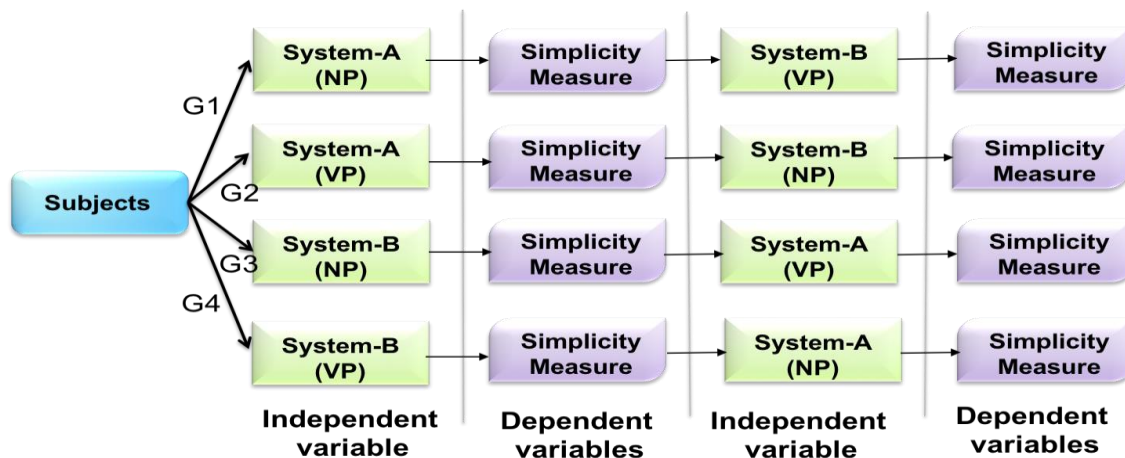 Subjects
G1
G2
G3
G4
System-A
(NP)
Simplicity
Measure
System-B
(VP)
Simplicity
Measure
System-A
(VP)
Simplicity
Measure
System-B
(NP)
Simplicity
Measure
System-B
(NP)
Simplicity
Measure
System-A
(VP)
Simplicity
Measure
System-B
(VP)
Simplicity
Measure
System-A
(NP)
Simplicity
Measure
Independent
variable
Dependent
variables
Independent
variable
Dependent
variables